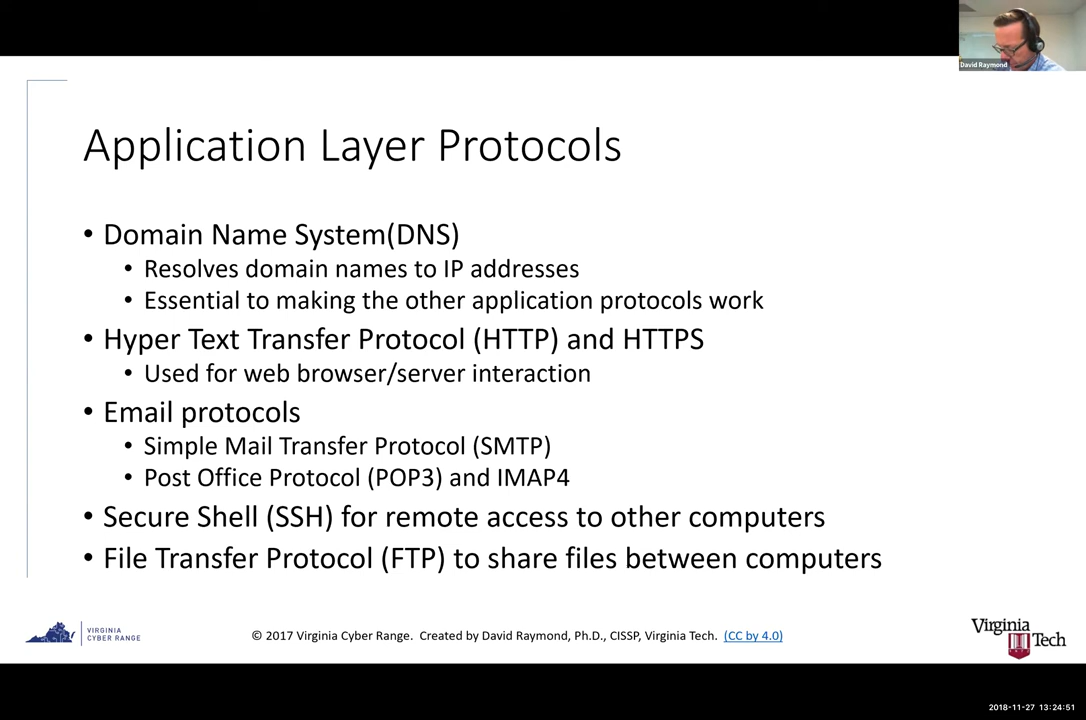 David Raymond
Application Layer Protocols
• Domain Name System(DNS)
• Resolves domain names to IP addresses
• Essential to making the other application protocols work
• Hyper Text Transfer Protocol (HTTP) and HTTPS
• Used for web browser/server interaction
• Email protocols
• Simple Mail Transfer Protocol (SMTP)
• Post Office Protocol (POP3) and IMAP4
• Secure Shell (SSH) for remote access to other computers
• File Transfer Protocol (FTP) to share files between computers
VIRGINIA
CYBER RANGE
© 2017 Virginia Cyber Range. Created by David Raymond, Ph.D., CISSP, Virginia Tech. (CC by 4.0)
Virginia
Tech
2018-11-27 13:24:51